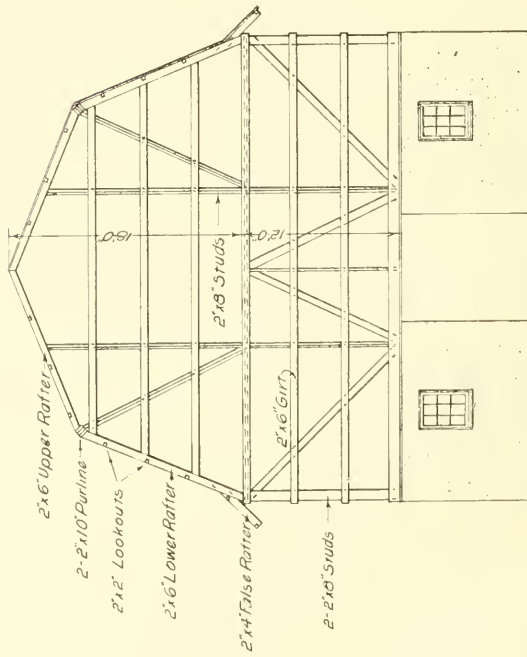 2"x6" Upper Rafter
2-2"x10" Purline
2"x2" Lookouts
2"x6" Lower Rafter
2"x4" False Rafter
2-2"x8" Studs
2"x6" Girt
2"x8" Studs
18'0"
12'0"